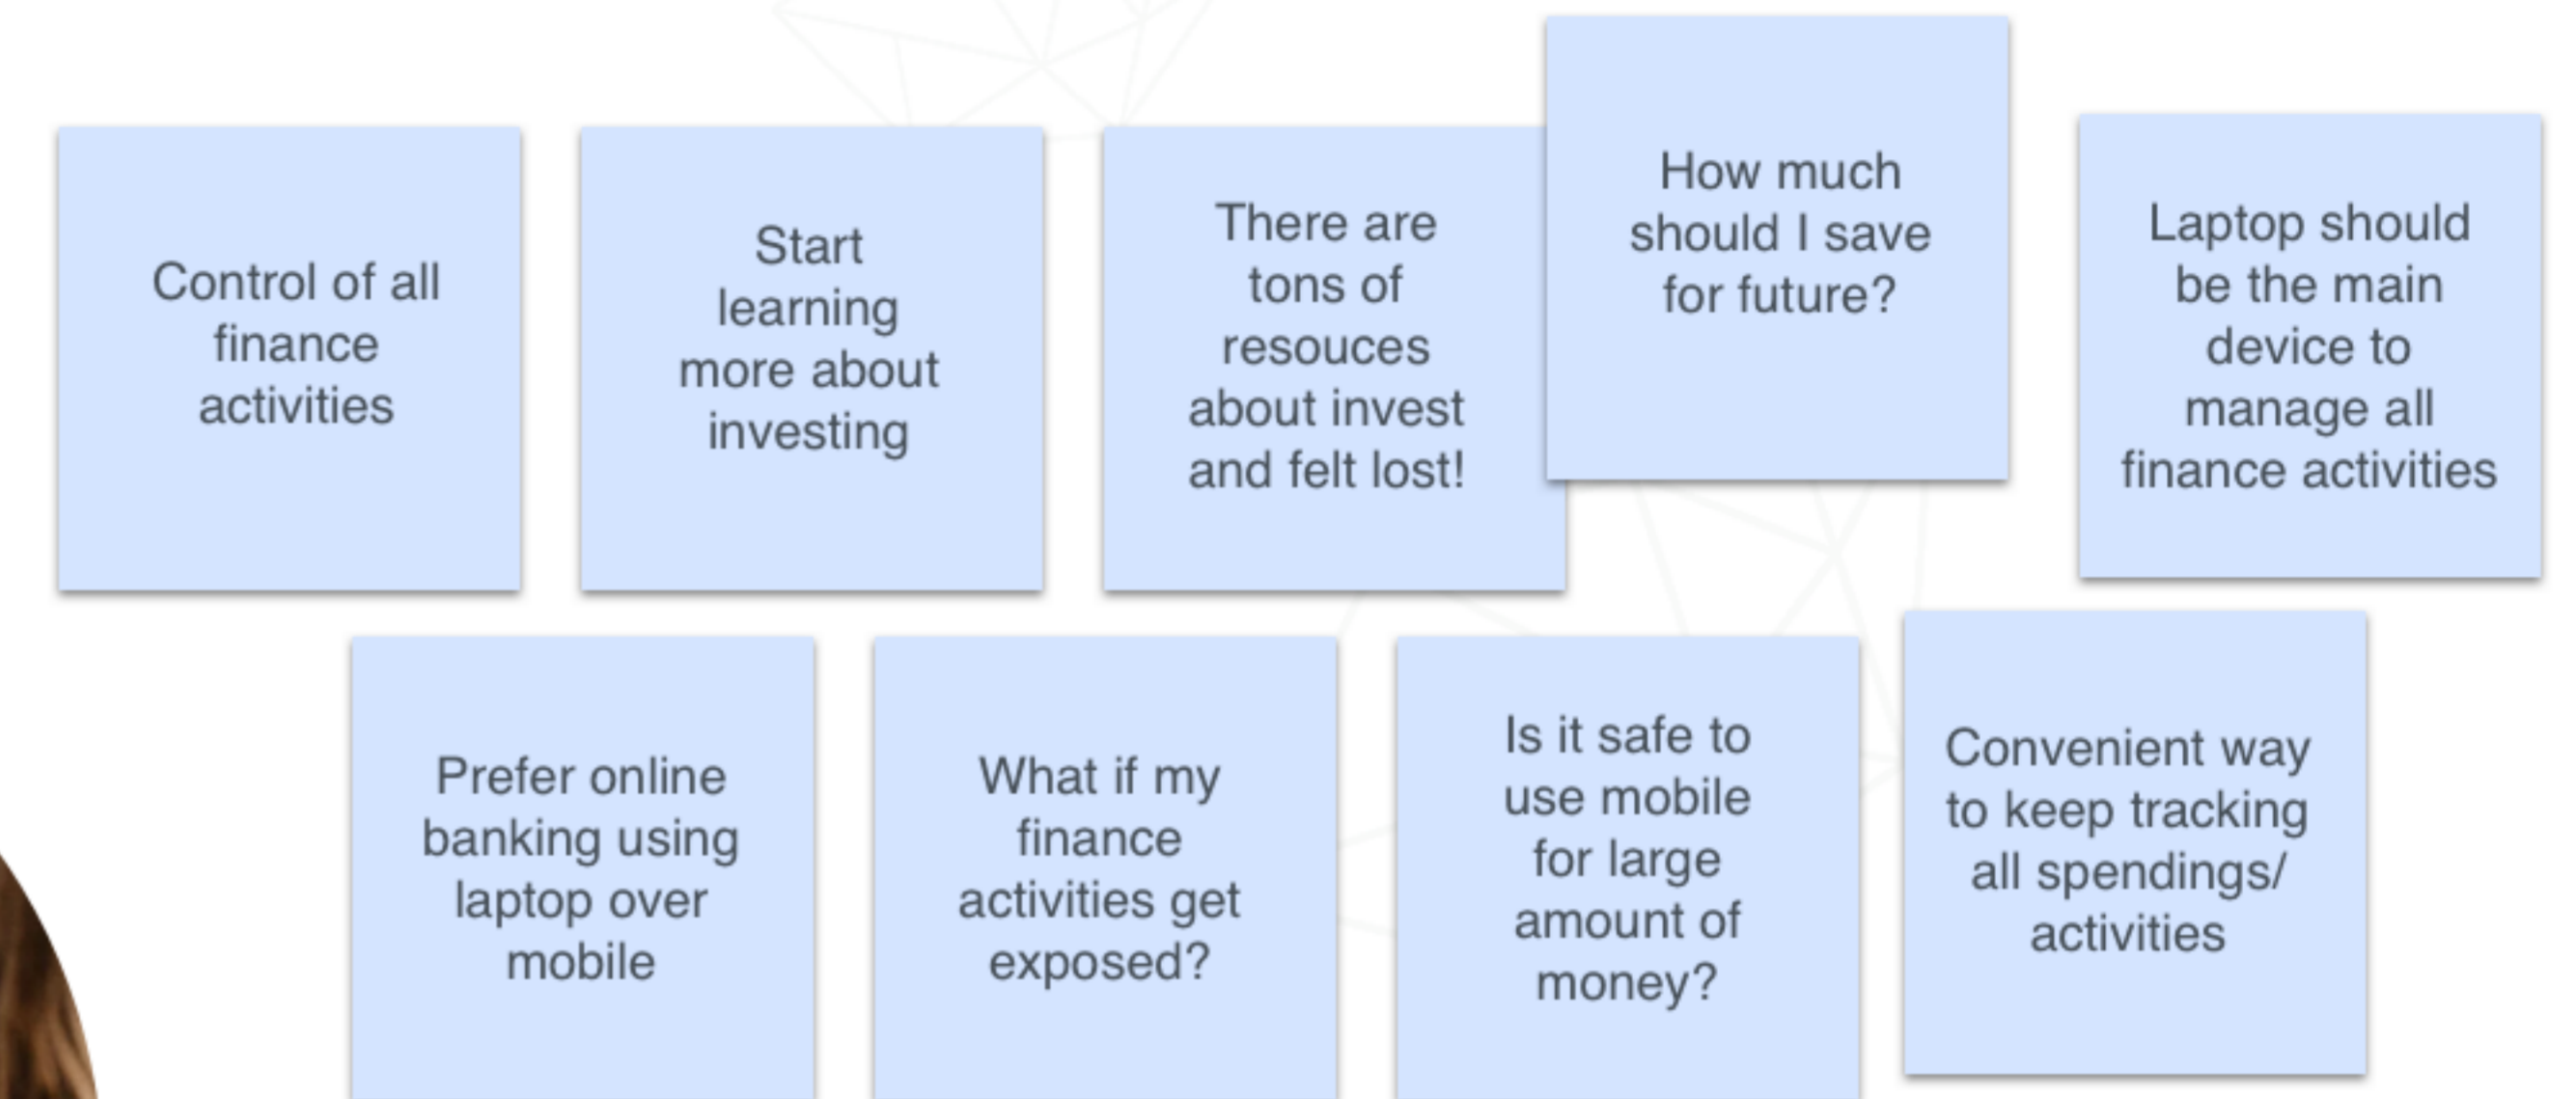 Control of all
finance
activities
Start
learning
more about
investing
There are
tons of
resouces
about invest
and felt lost!
How much
should I save
for future?
Laptop should
be the main
device to
manage all
finance activities
Prefer online
banking using
laptop over
mobile
What if my
finance
activities get
exposed?
Is it safe to
use mobile
for large
amount of
money?
Convenient way
to keep tracking
all spendings/
activities